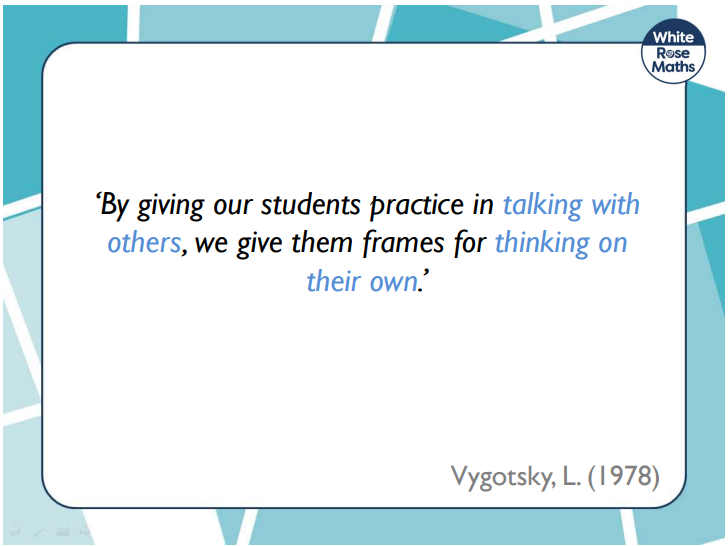 White
Rose
Maths
‘By giving our students practice in talking with
others, we give them frames for thinking on
their own.’
Vygotsky, L. (1978)